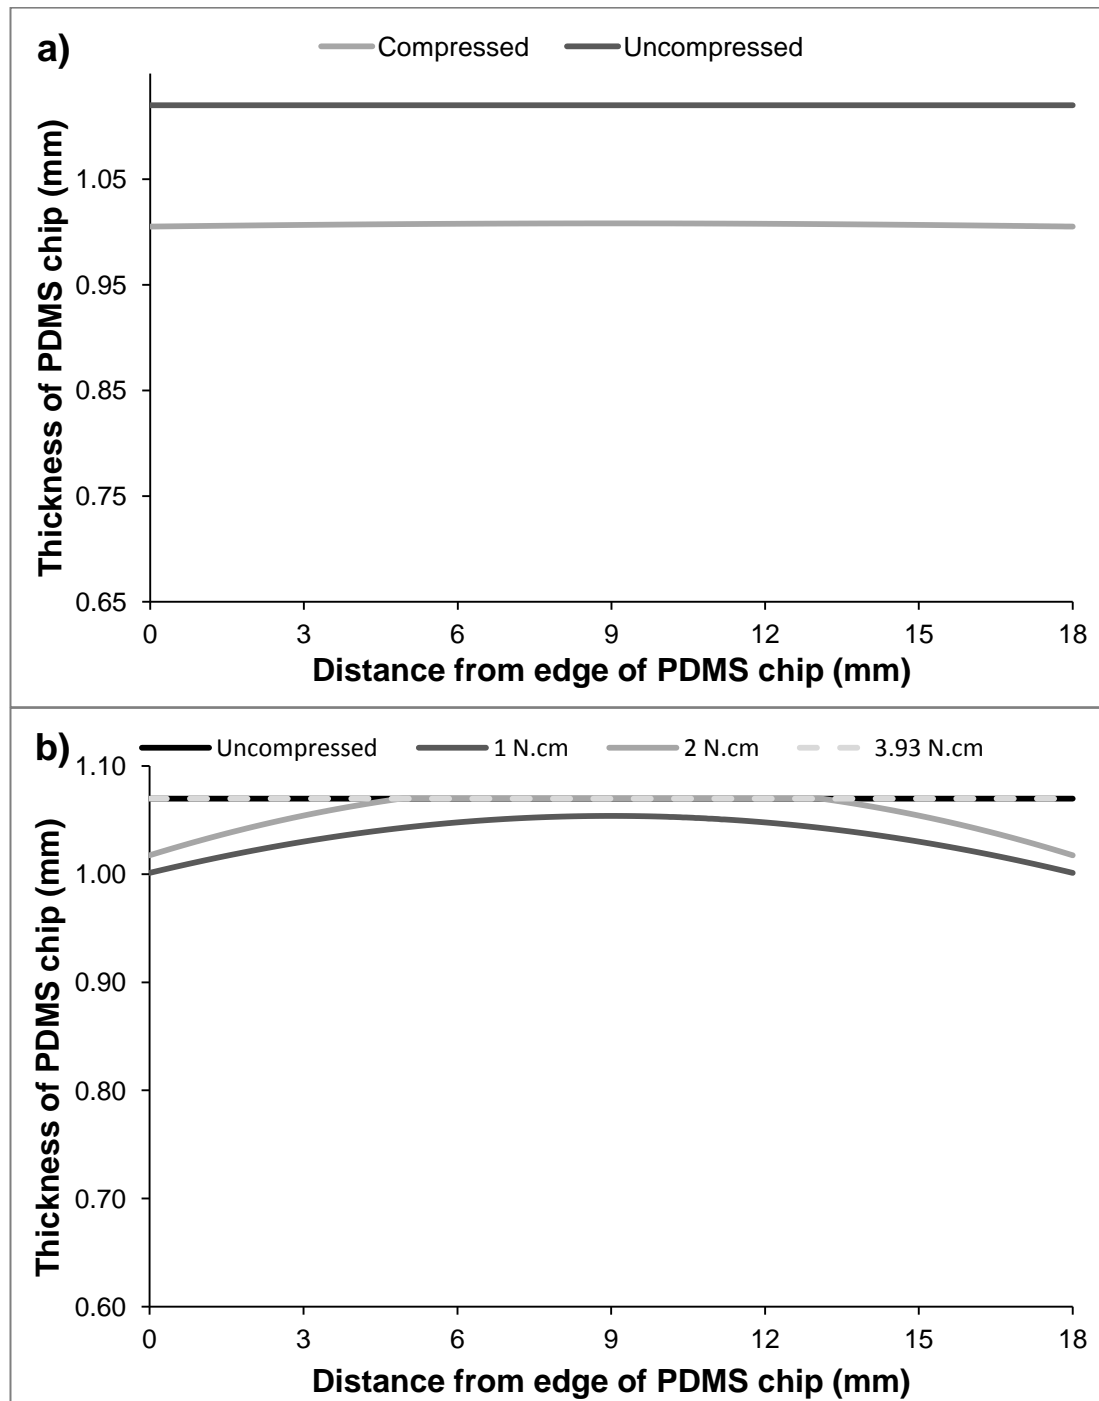 a)
Compressed Uncompressed
Thickness of PDMS chip (mm)
1.05
0.95
0.85
0.75
0.65
0 3 6 9 12 15 18
Distance from edge of PDMS chip (mm)
b)
Uncompressed 1 N.cm 2 N.cm 3.93 N.cm
Thickness of PDMS chip (mm)
1.10
1.00
0.90
0.80
0.70
0.60
0 3 6 9 12 15 18
Distance from edge of PDMS chip (mm)